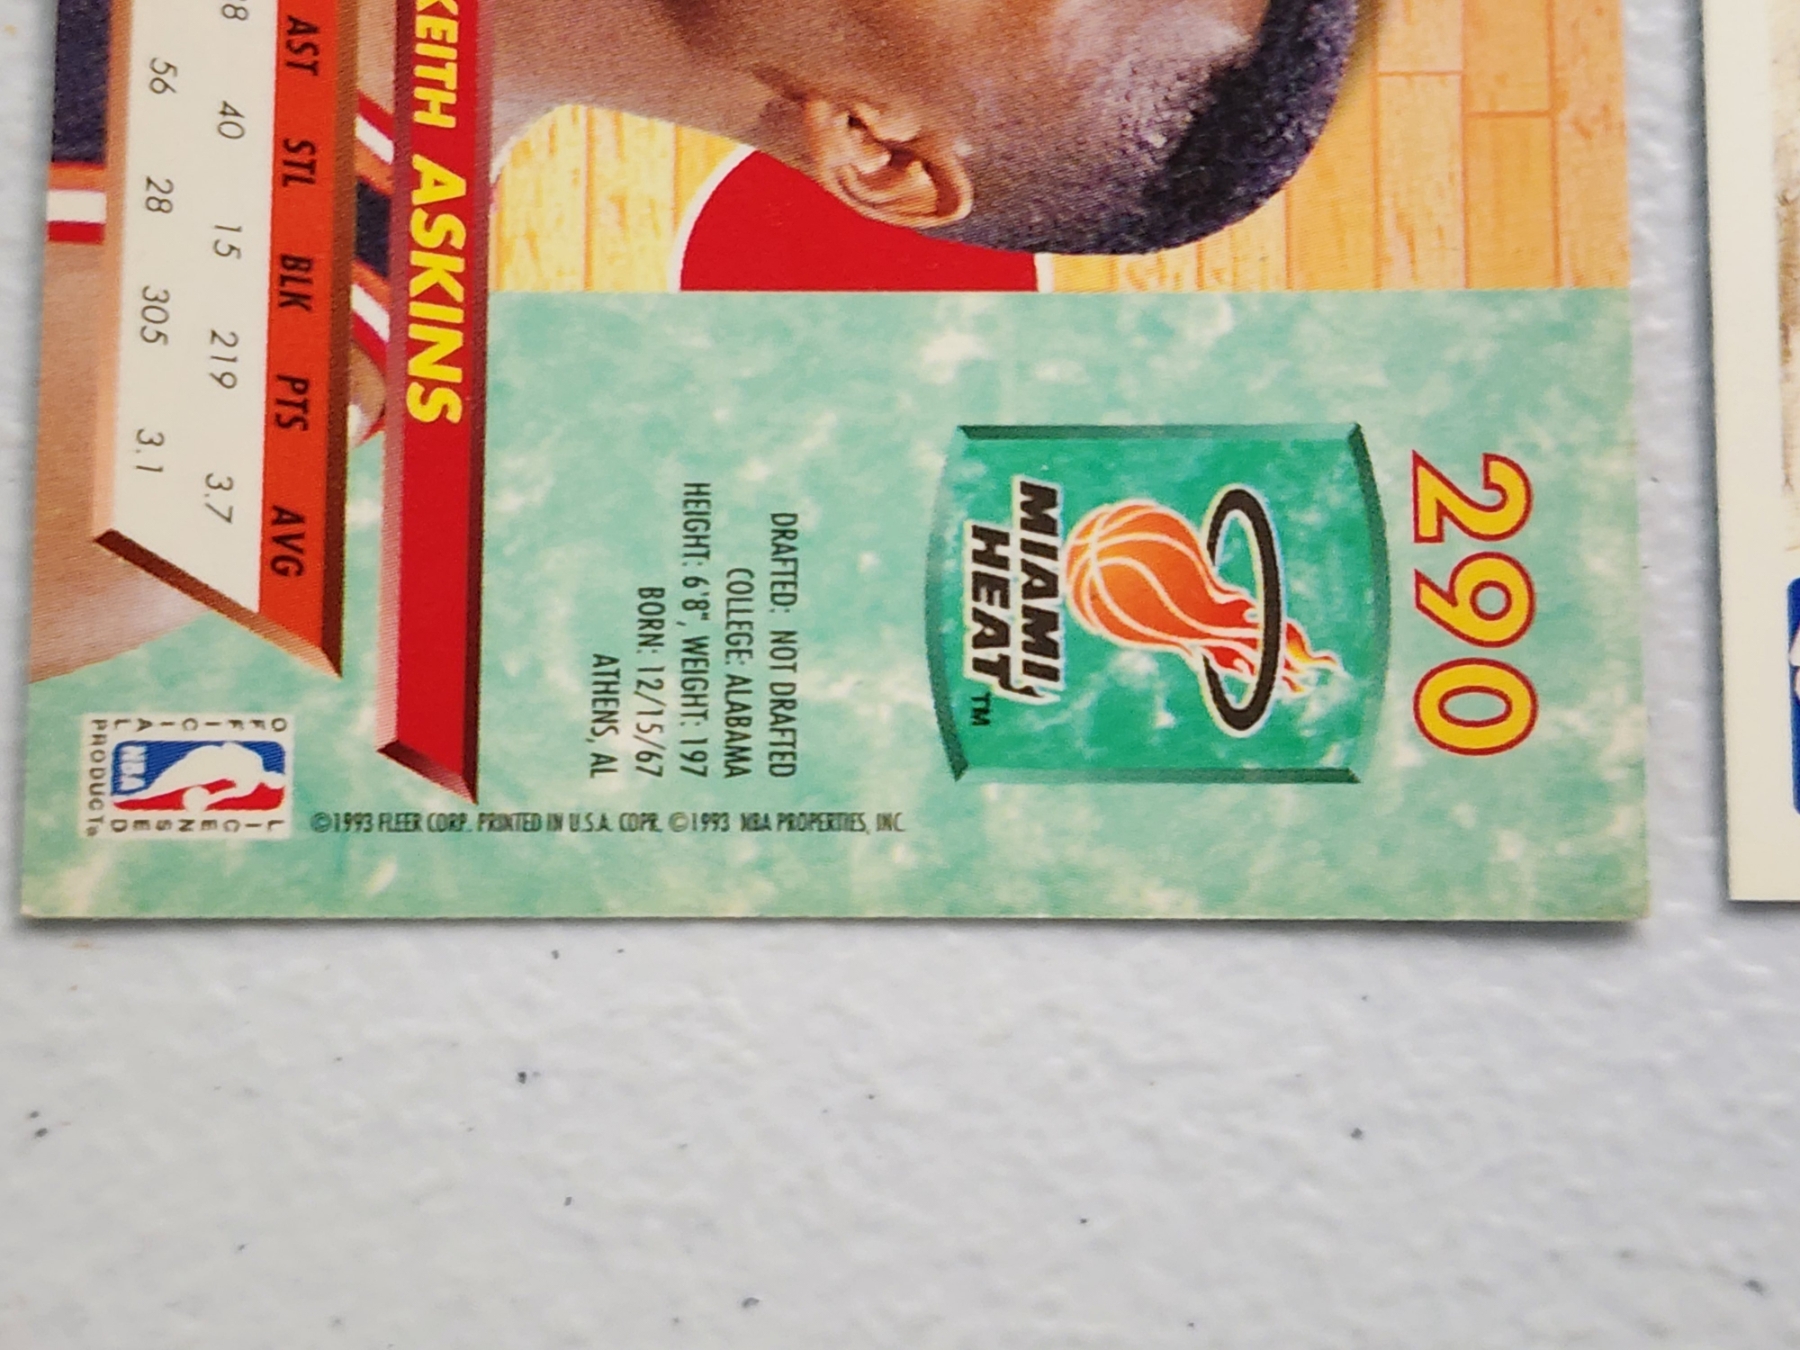 290
MIAMI
HEAT™
DRAFTED: NOT DRAFTED
COLLEGE: ALABAMA
HEIGHT: 6'8", WEIGHT: 197
BORN: 12/15/67
ATHENS, AL
KEITH ASKINS
AST STL BLK PTS AVG
8 40 15 219 3.7
56 28 305 3.1
©1993 FLEER CORP. PRINTED IN U.S.A. COPR. ©1993 NBA PROPERTIES, INC.
OFFICIAL
LICENSED
NBA
PRODUCT®